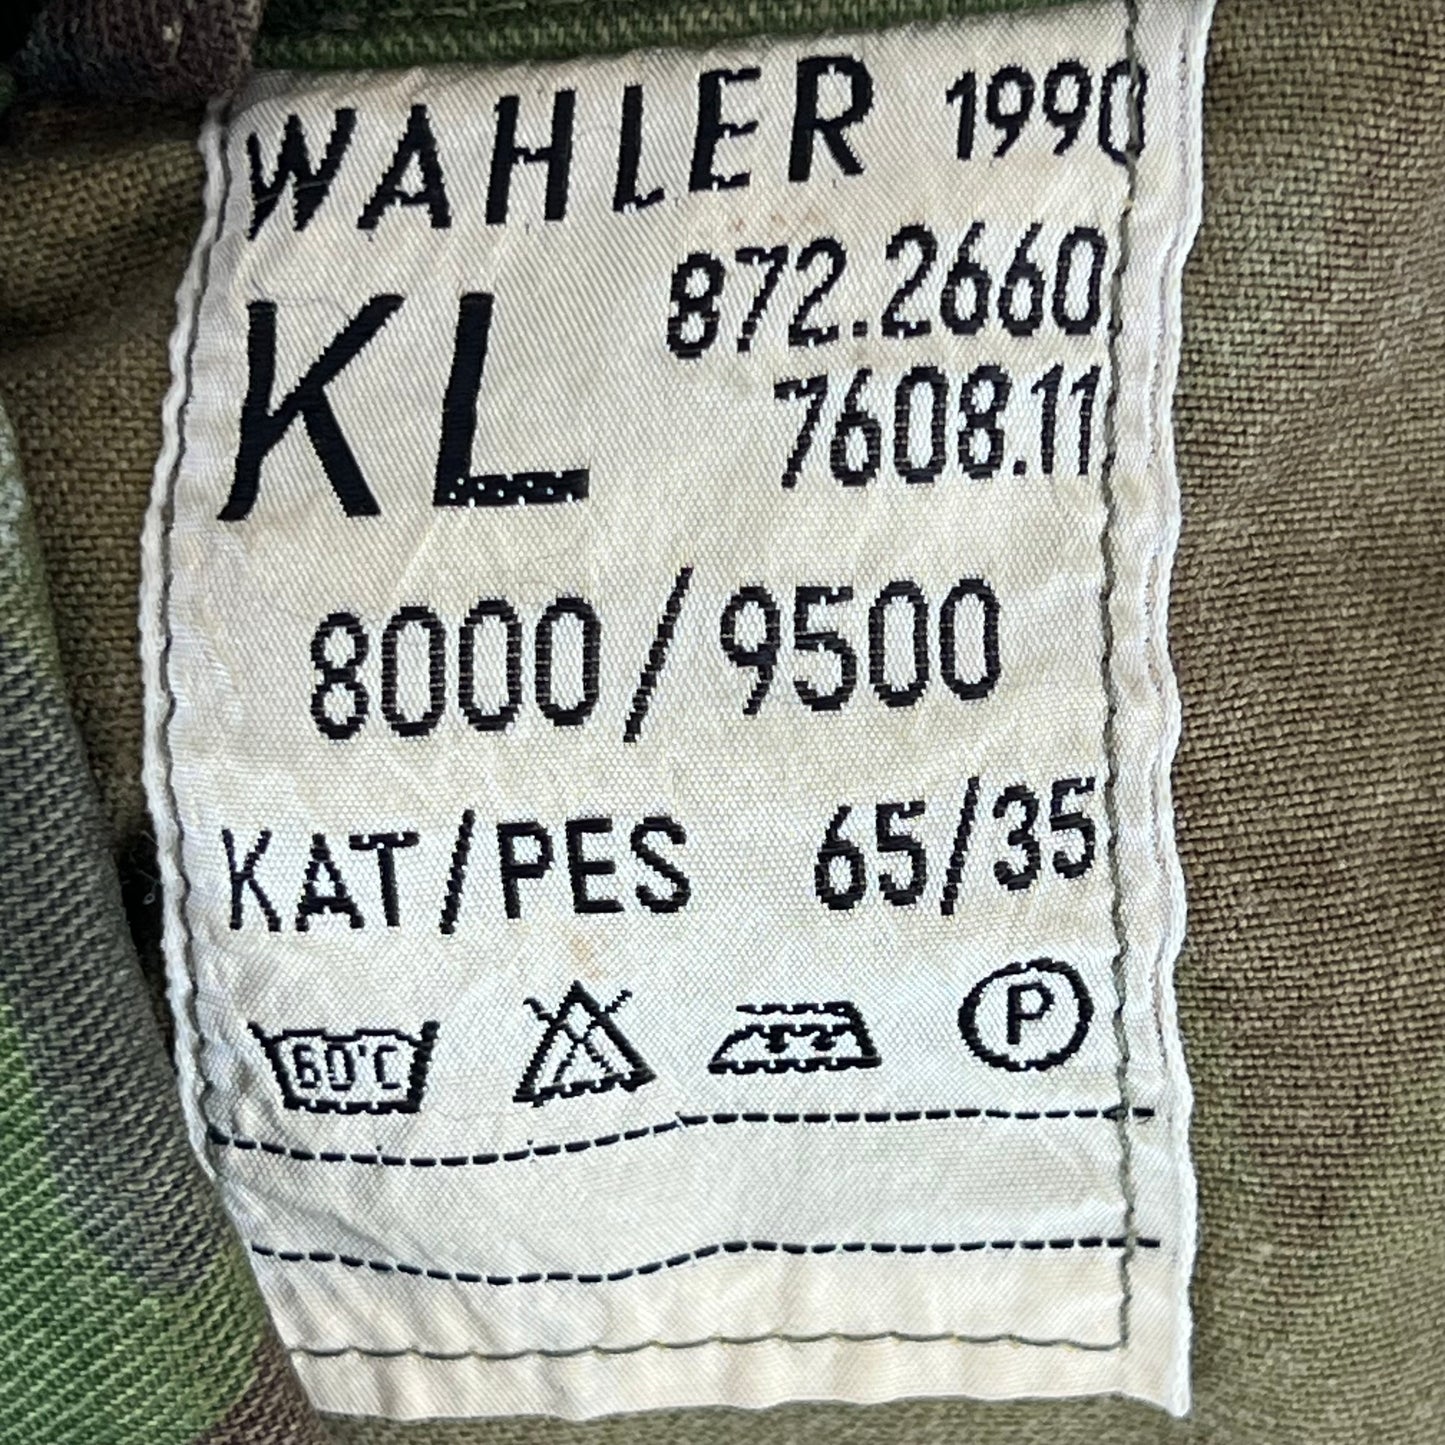 WAHLER 1990
872.2660
KL 7608.11
8000/9500
KAT/PES 65/35
60°C P